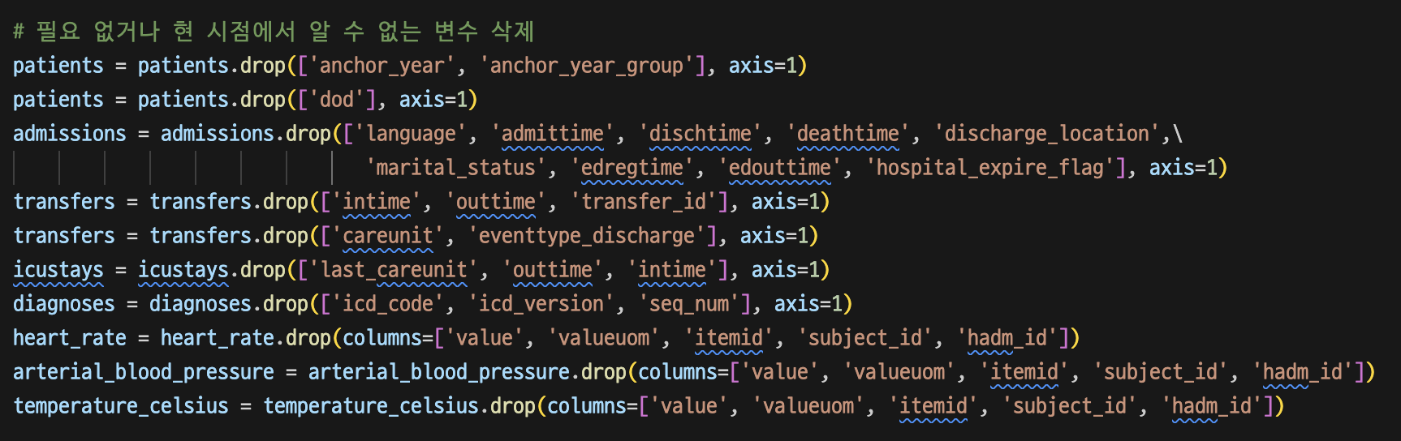 # 필요 없거나 현 시점에서 알 수 없는 변수 삭제
patients = patients.drop(['anchor_year', 'anchor_year_group'], axis=1)
patients = patients.drop(['dod'], axis=1)
admissions = admissions.drop(['language', 'admittime', 'dischtime', 'deathtime', 'discharge_location',\
'marital_status', 'edregtime', 'edouttime', 'hospital_expire_flag'], axis=1)
transfers = transfers.drop(['intime', 'outtime', 'transfer_id'], axis=1)
transfers = transfers.drop(['careunit', 'eventtype_discharge'], axis=1)
icustays = icustays.drop(['last_careunit', 'outtime', 'intime'], axis=1)
diagnoses = diagnoses.drop(['icd_code', 'icd_version', 'seq_num'], axis=1)
heart_rate = heart_rate.drop(columns=['value', 'valueuom', 'itemid', 'subject_id', 'hadm_id'])
arterial_blood_pressure = arterial_blood_pressure.drop(columns=['value', 'valueuom', 'itemid', 'subject_id', 'hadm_id'])
temperature_celsius = temperature_celsius.drop(columns=['value', 'valueuom', 'itemid', 'subject_id', 'hadm_id'])